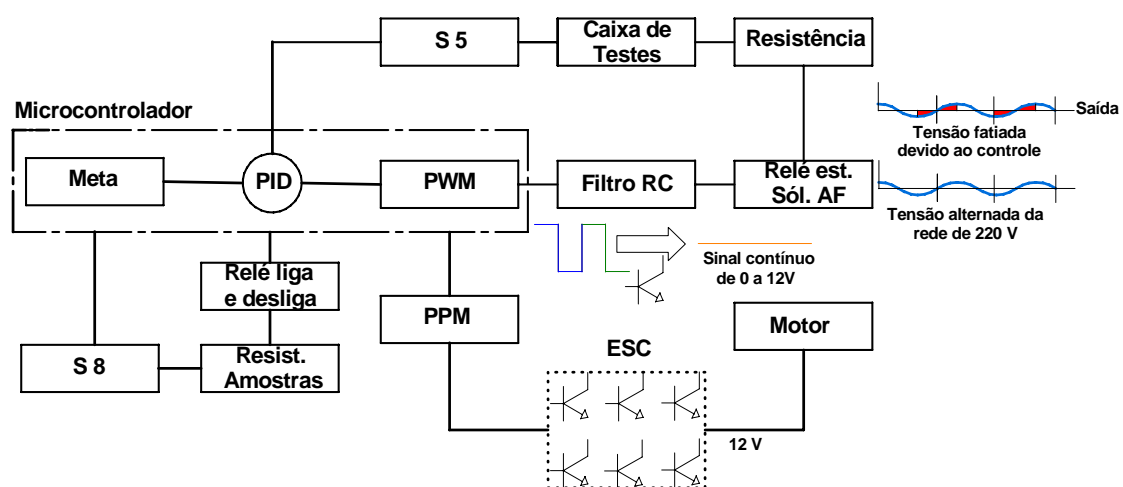 S 5
Caixa de
Testes
Resistência
Microcontrolador
Saída
Tensão fatiada
devido ao controle
Meta
PID
PWM
Filtro RC
Relé est.
Sól. AF
Tensão alternada da
rede de 220 V
Sinal contínuo
de 0 a 12V
Relé liga
e desliga
PPM
Motor
ESC
S 8
Resist.
Amostras
12 V